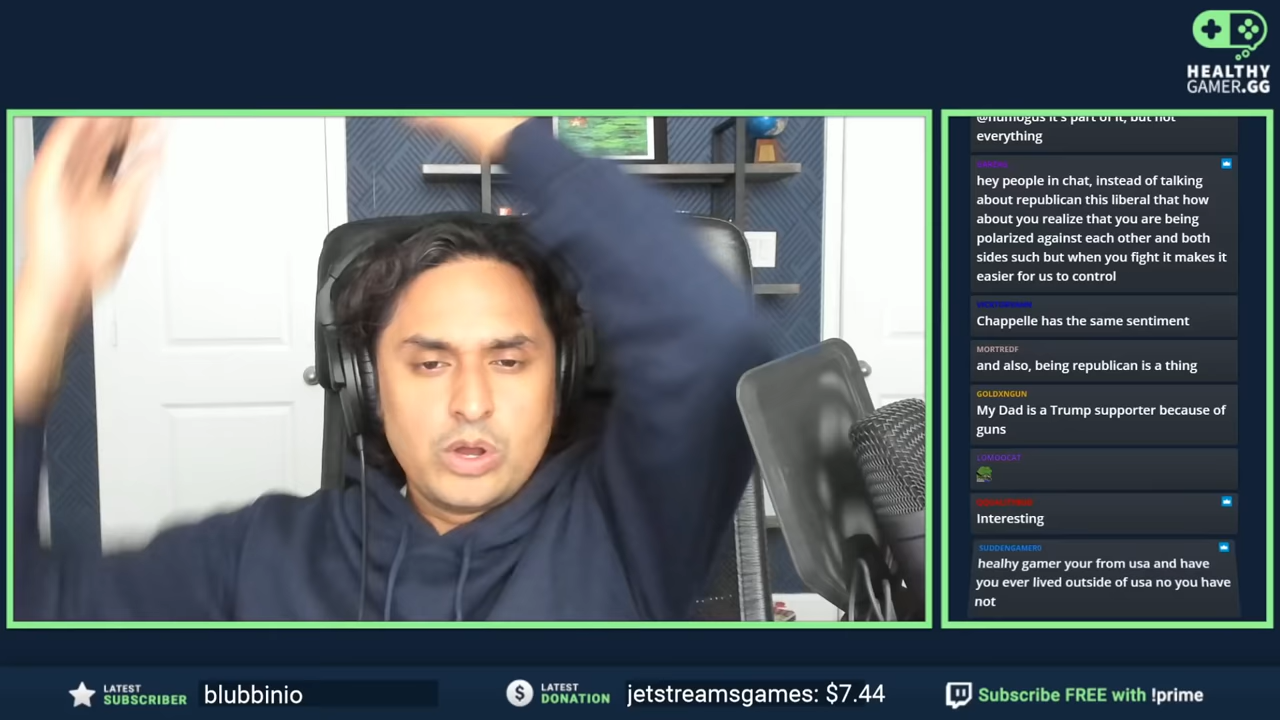 HEALTHY
GAMER.GG
@humogus it's part of it, but not
everything
hey people in chat, instead of talking
about republican this liberal that how
about you realize that you are being
polarized against each other and both
sides such but when you fight it makes it
easier for us to control
Chappelle has the same sentiment
MORTREDF
and also, being republican is a thing
GOLDXNGUN
My Dad is a Trump supporter because of
guns
LOMOOCAT
Interesting
SUDDENGAMER0
healhy gamer your from usa and have
you ever lived outside of usa no you have
not
LATEST
SUBSCRIBER
blubbinio
LATEST
DONATION
jetstreamsgames: $7.44
Subscribe FREE with !prime